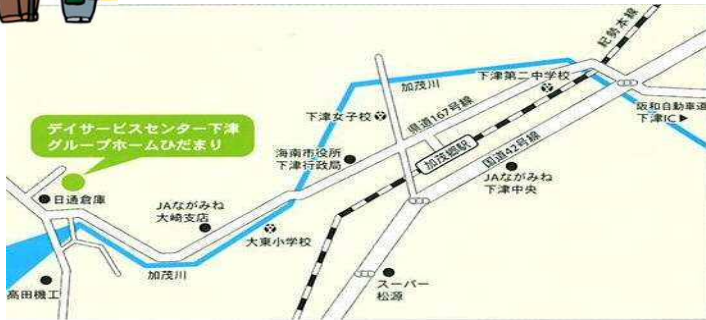 紀勢本線
加茂川
下津第二中学校
阪和自動車道
下津IC▶
下津女子校
県道167号線
デイサービスセンター下津
グループホームひだまり
海南市役所
下津行政局
加茂郷駅
国道42号線
JAながみね
下津中央
日通倉庫
JAながみね
大崎支店
大東小学校
加茂川
高田機工
スーパー
松源